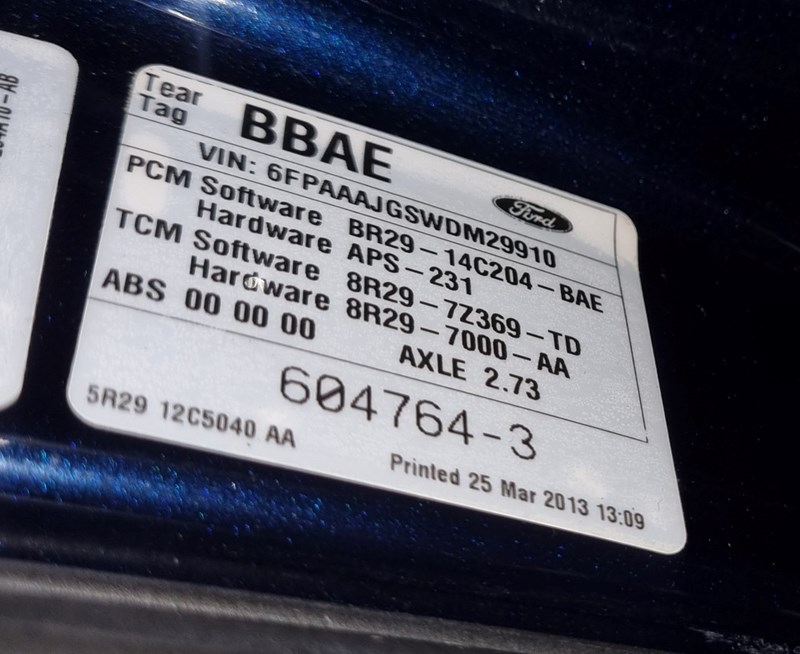 Tear Tag BBAE
VIN: 6FPAAAJGSWDM29910
Ford
PCM Software BR29-14C204-BAE
Hardware APS-231
TCM Software 8R29-7Z369-TD
Hardware 8R29-7000-AA
ABS 00 00 00 AXLE 2.73
604764-3
5R29 12C5040 AA
Printed 25 Mar 2013 13:09